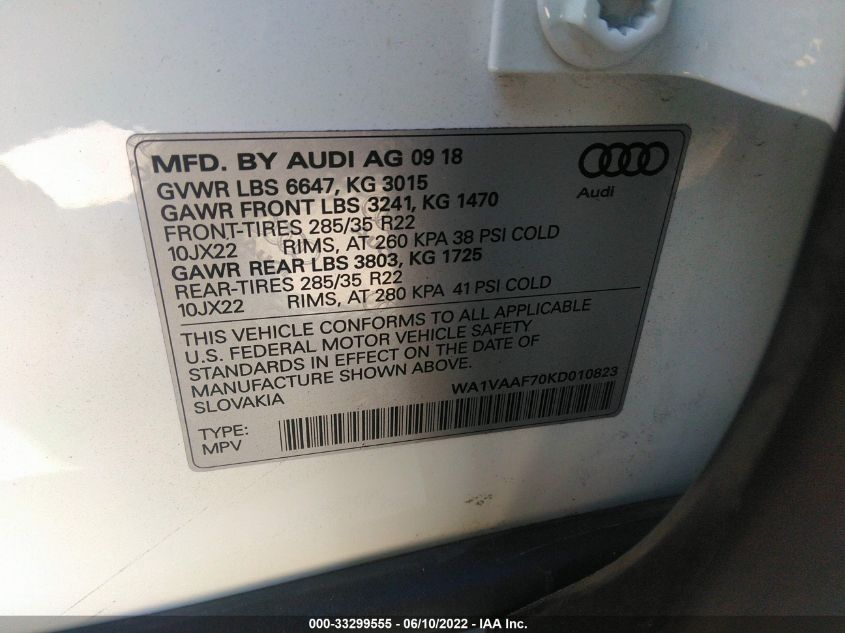 MFD. BY AUDI AG 09 18
GVWR LBS 6647, KG 3015
GAWR FRONT LBS 3241, KG 1470
FRONT-TIRES 285/35 R22
10JX22 RIMS, AT 260 KPA 38 PSI COLD
GAWR REAR LBS 3803, KG 1725
REAR-TIRES 285/35 R22
10JX22 RIMS, AT 280 KPA 41 PSI COLD
Audi
THIS VEHICLE CONFORMS TO ALL APPLICABLE
U.S. FEDERAL MOTOR VEHICLE SAFETY
STANDARDS IN EFFECT ON THE DATE OF
MANUFACTURE SHOWN ABOVE.
SLOVAKIA
WA1VAAF70KD010823
TYPE:
MPV
000-33299555 - 06/10/2022 - IAA Inc.